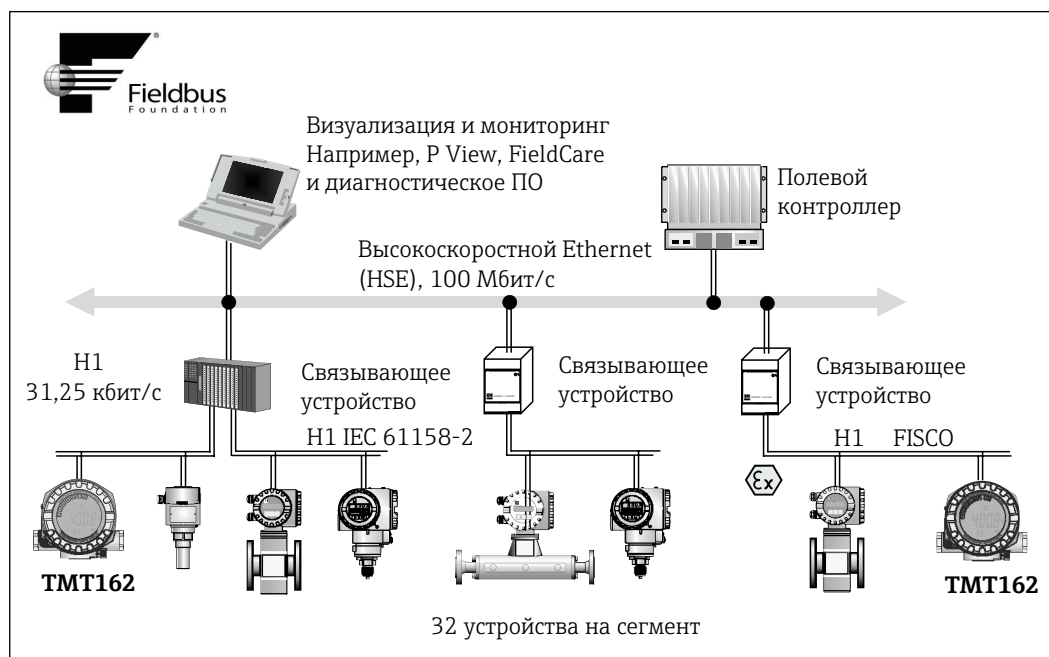 Fieldbus
Foundation
®
Визуализация и мониторинг
Например, P View, FieldCare
и диагностическое ПО
Полевой
контроллер
Высокоскоростной Ethernet
(HSE), 100 Мбит/с
H1
31,25 кбит/с
Связывающее
устройство
Связывающее
устройство
Связывающее
устройство
H1 IEC 61158-2
H1 FISCO
εx
TMT162
TMT162
32 устройства на сегмент